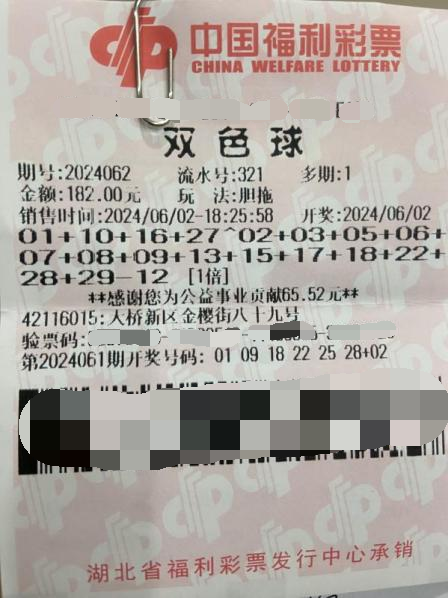 中国福利彩票
CHINA WELFARE LOTTERY
双色球
期号:2024062 流水号:321 多期:1
金额:182.00元 玩 法:胆拖
销售时间:2024/06/02-18:25:58 开奖:2024/06/02
01+10+16+27^02+03+05+06+
07+08+09+13+15+17+18+22+
28+29-12 [1倍]
**感谢您为公益事业贡献65.52元**
42116015:大桥新区金樱街八十九号
验票码:
第2024061期开奖号码: 01 09 18 22 25 28+02
湖北省福利彩票发行中心承销